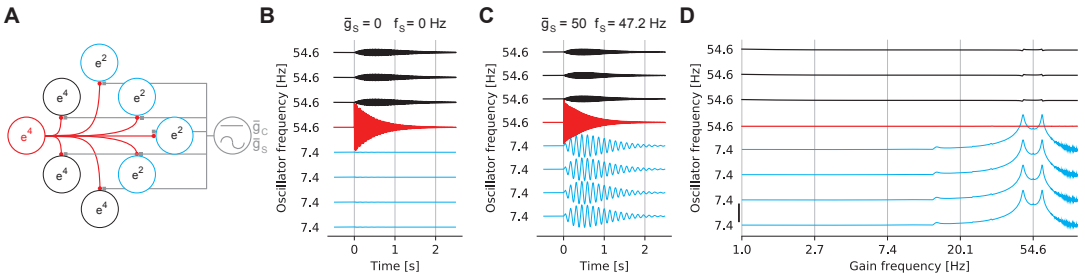 A
e²
e⁴
e²
e⁴
e²
e⁴
e²
e⁴
g̅C
g̅S
B
g̅S = 0 fS = 0 Hz
Oscillator frequency [Hz]
54.6
54.6
54.6
54.6
7.4
7.4
7.4
7.4
0
1
2
Time [s]
C
g̅S = 50 fS = 47.2 Hz
Oscillator frequency [Hz]
54.6
54.6
54.6
54.6
7.4
7.4
7.4
7.4
0
1
2
Time [s]
D
Oscillator frequency [Hz]
54.6
54.6
54.6
54.6
7.4
7.4
7.4
7.4
1.0
2.7
7.4
20.1
54.6
Gain frequency [Hz]